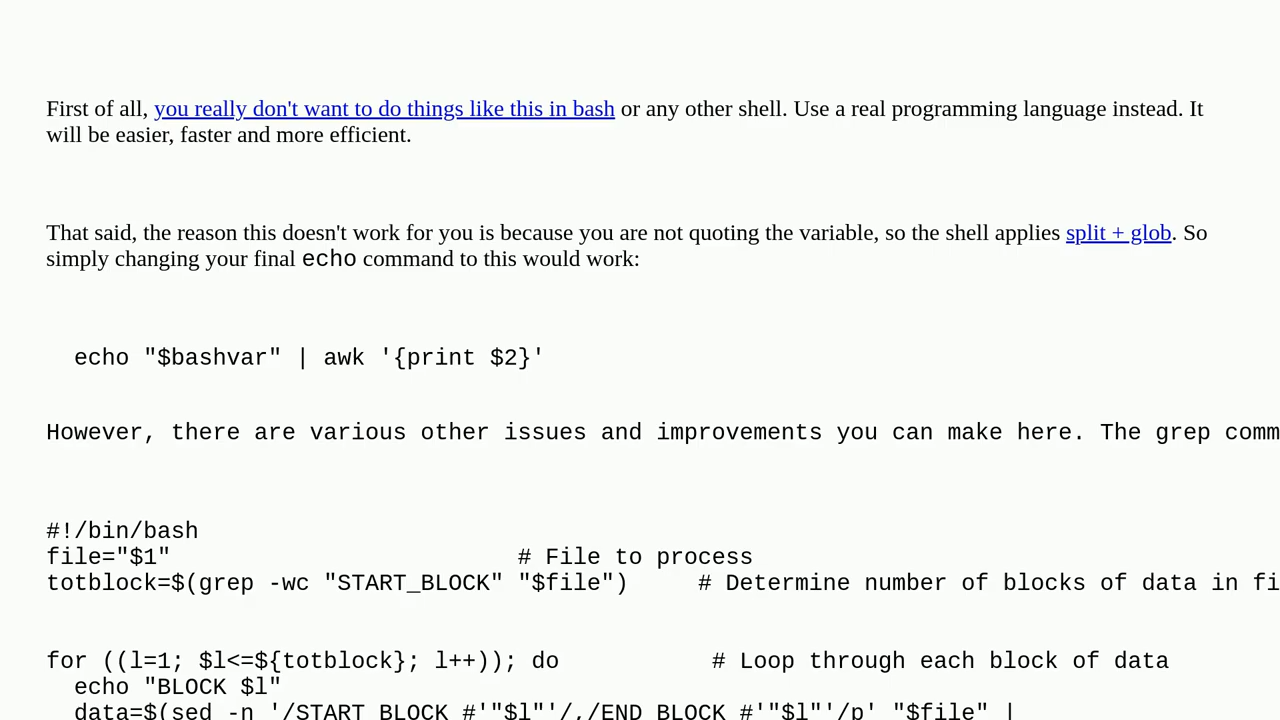 First of all, you really don't want to do things like this in bash or any other shell. Use a real programming language instead. It
will be easier, faster and more efficient.
That said, the reason this doesn't work for you is because you are not quoting the variable, so the shell applies split + glob. So
simply changing your final echo command to this would work:
  echo "$bashvar" | awk '{print $2}'
However, there are various other issues and improvements you can make here. The grep comm
#!/bin/bash
file="$1"                         # File to process
totblock=$(grep -wc "START_BLOCK" "$file")     # Determine number of blocks of data in fi
for ((l=1; $l<=${totblock}; l++)); do           # Loop through each block of data
  echo "BLOCK $l"
  data=$(sed -n '/START_BLOCK_#'"$l"'/,/END_BLOCK_#'"$l"'/p' "$file" |